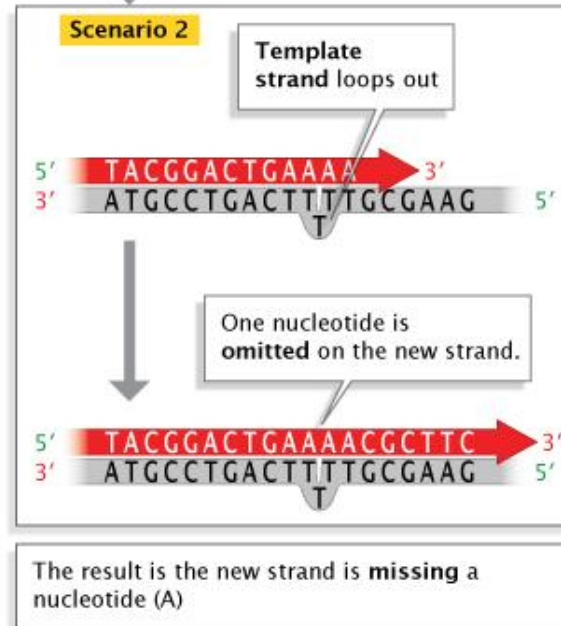 Scenario 2
Template
strand loops out
5' TACGGACTGAAAA 3'
3' ATGCCTGACTTTTGCGAAG 5'
T
One nucleotide is
omitted on the new strand.
5' TACGGACTGAAAACGCTTC 3'
3' ATGCCTGACTTTTGCGAAG 5'
T
The result is the new strand is missing a
nucleotide (A)